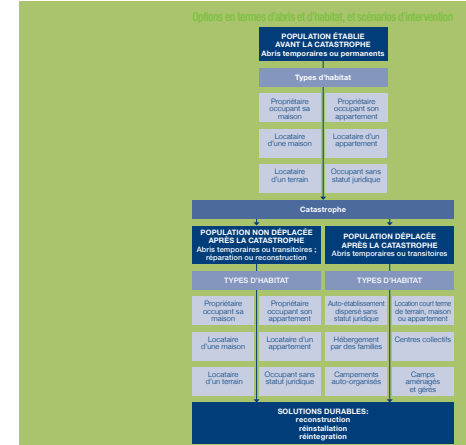 Options en termes d'abris et d'habitat, et scénarios d'intervention
POPULATION ÉTABLIE
AVANT LA CATASTROPHE
Abris temporaires ou permanents
Types d'habitat
Propriétaire
occupant sa
maison
Propriétaire
occupant son
appartement
Locataire
d'une maison
Locataire d'un
appartement
Locataire
d'un terrain
Occupant sans
statut juridique
Catastrophe
POPULATION NON DÉPLACÉE
APRÈS LA CATASTROPHE
Abris temporaires ou transitoires ;
réparation ou reconstruction
POPULATION DÉPLACÉE
APRÈS LA CATASTROPHE
Abris temporaires ou transitoires
TYPES D'HABITAT
TYPES D'HABITAT
Propriétaire
occupant sa
maison
Propriétaire
occupant son
appartement
Auto-établissement
dispersé sans
statut juridique
Location court terme
de terrain, maison
ou appartement
Locataire
d'une maison
Locataire d'un
appartement
Hébergement
par des familles
Centres collectifs
Locataire
d'un terrain
Occupant sans
statut juridique
Campements
auto-organisés
Camps
aménagés
et gérés
SOLUTIONS DURABLES:
reconstruction
réinstallation
réintegration